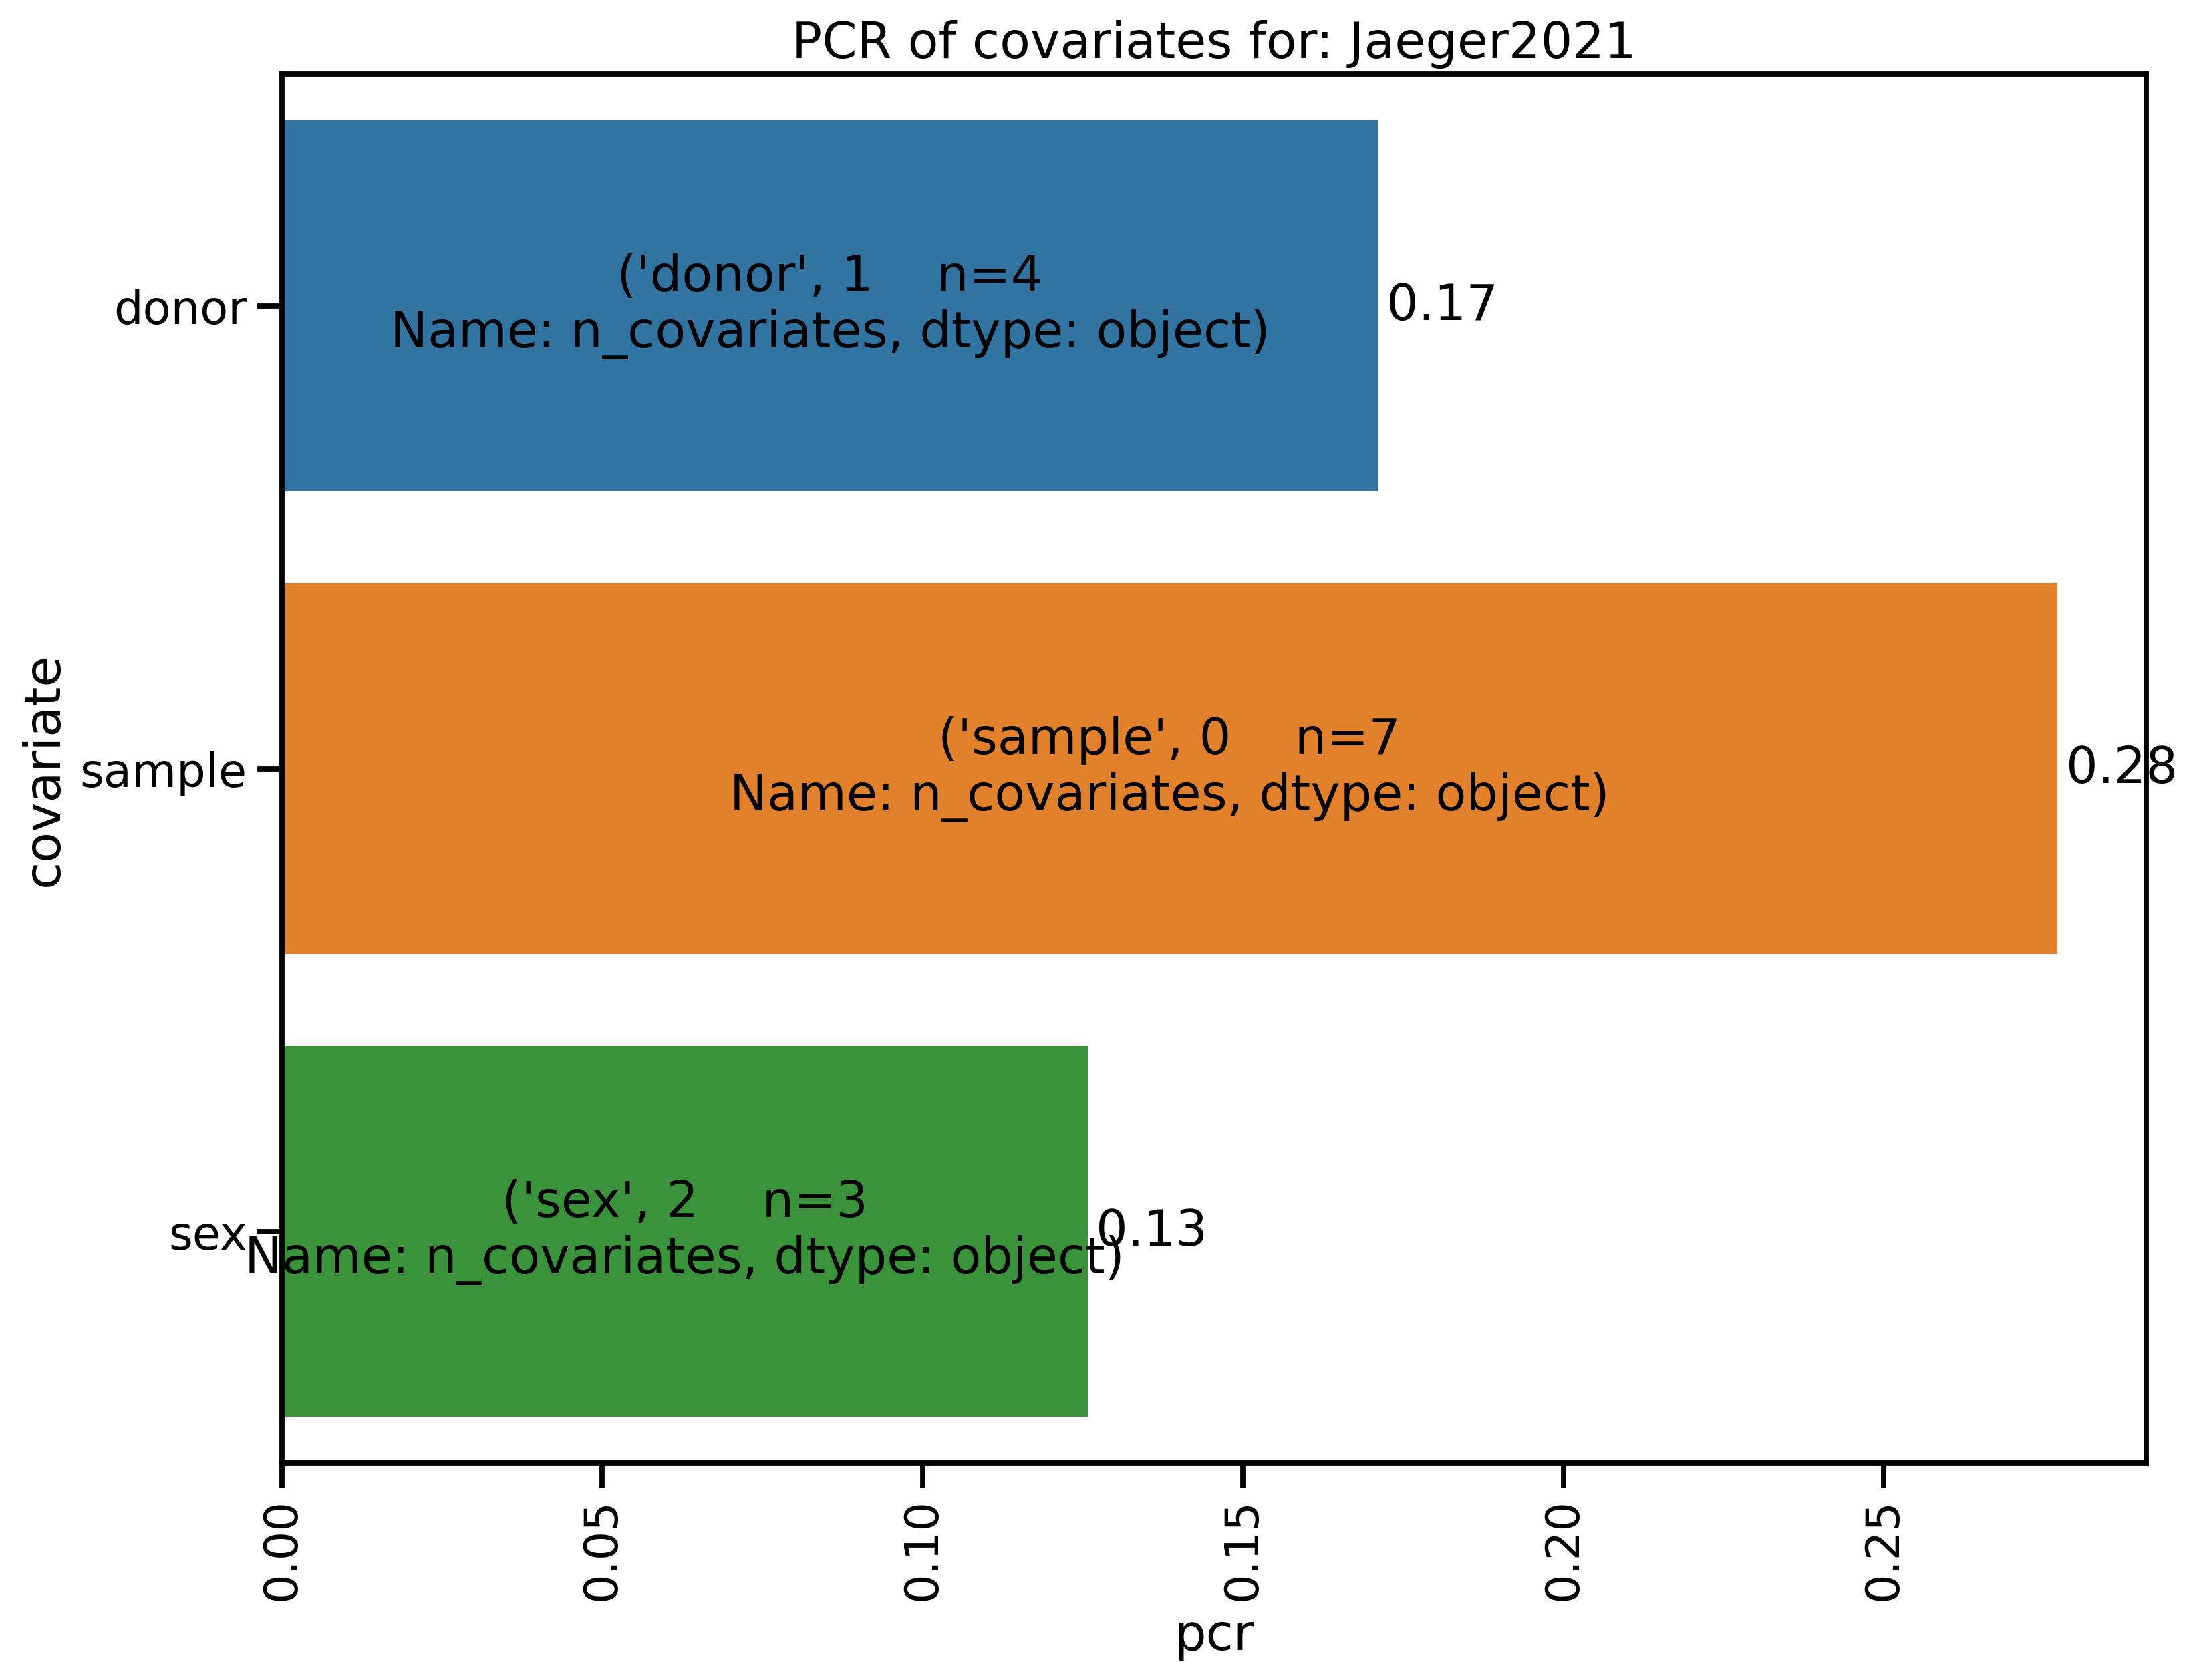 PCR of covariates for: Jaeger2021
covariate
donor
('donor', 1    n=4
Name: n_covariates, dtype: object)
0.17
sample
('sample', 0    n=7
Name: n_covariates, dtype: object)
0.28
sex
('sex', 2    n=3
Name: n_covariates, dtype: object)
0.13
0.00
0.05
0.10
0.15
0.20
0.25
pcr